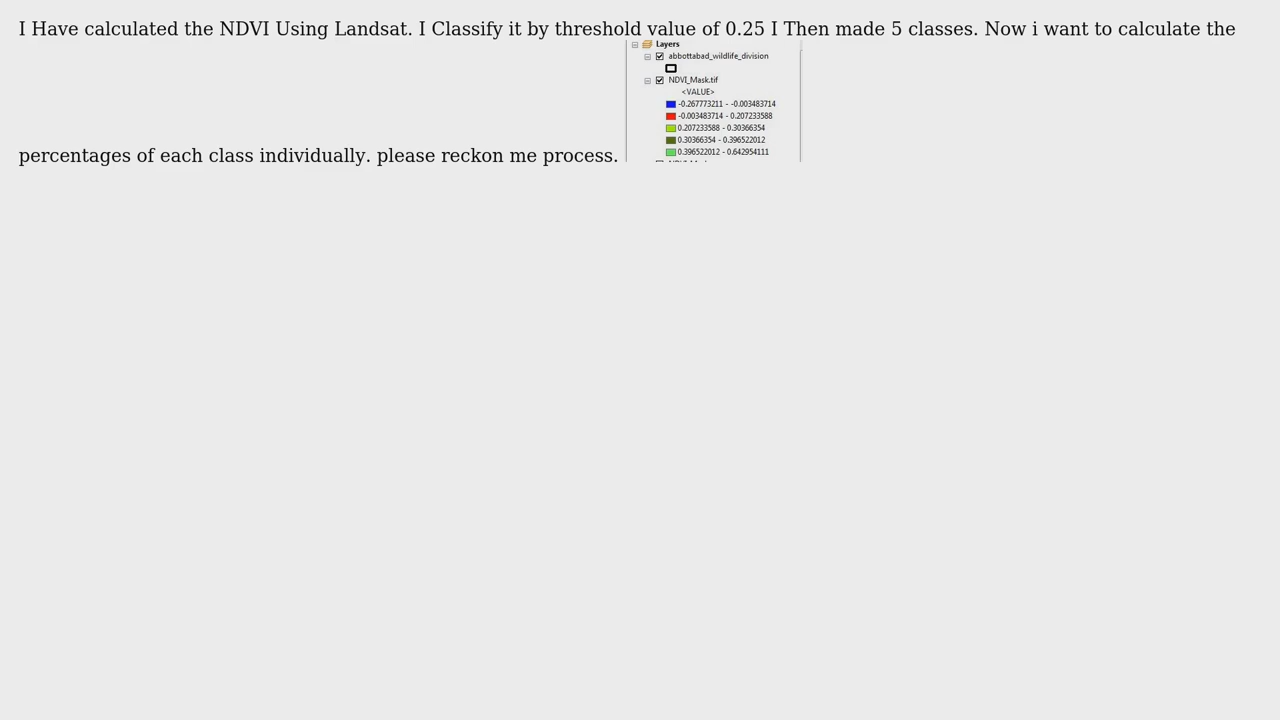 I Have calculated the NDVI Using Landsat. I Classify it by threshold value of 0.25 I Then made 5 classes. Now i want to calculate the
Layers
abbottabad_wildlife_division
NDVI_Mask.tif
<VALUE>
-0.267773211 - -0.003483714
-0.003483714 - 0.207233588
0.207233588 - 0.30366354
0.30366354 - 0.396522012
0.396522012 - 0.642954111
percentages of each class individually. please reckon me process.